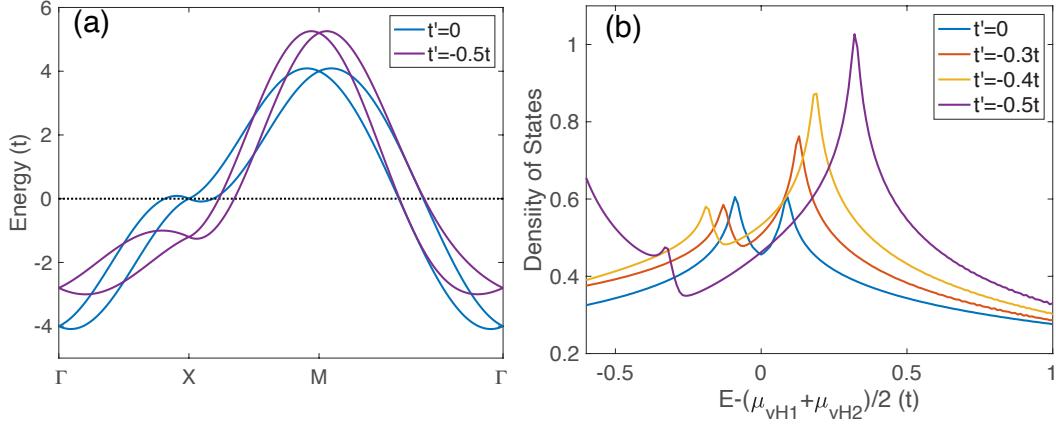 (a)
t'=0
t'=-0.5t
Energy (t)
6
4
2
0
-2
-4
Γ
X
M
Γ
(b)
t'=0
t'=-0.3t
t'=-0.4t
t'=-0.5t
Densiity of States
1
0.8
0.6
0.4
0.2
-0.5
0
0.5
1
E-(μvH1+μvH2)/2 (t)